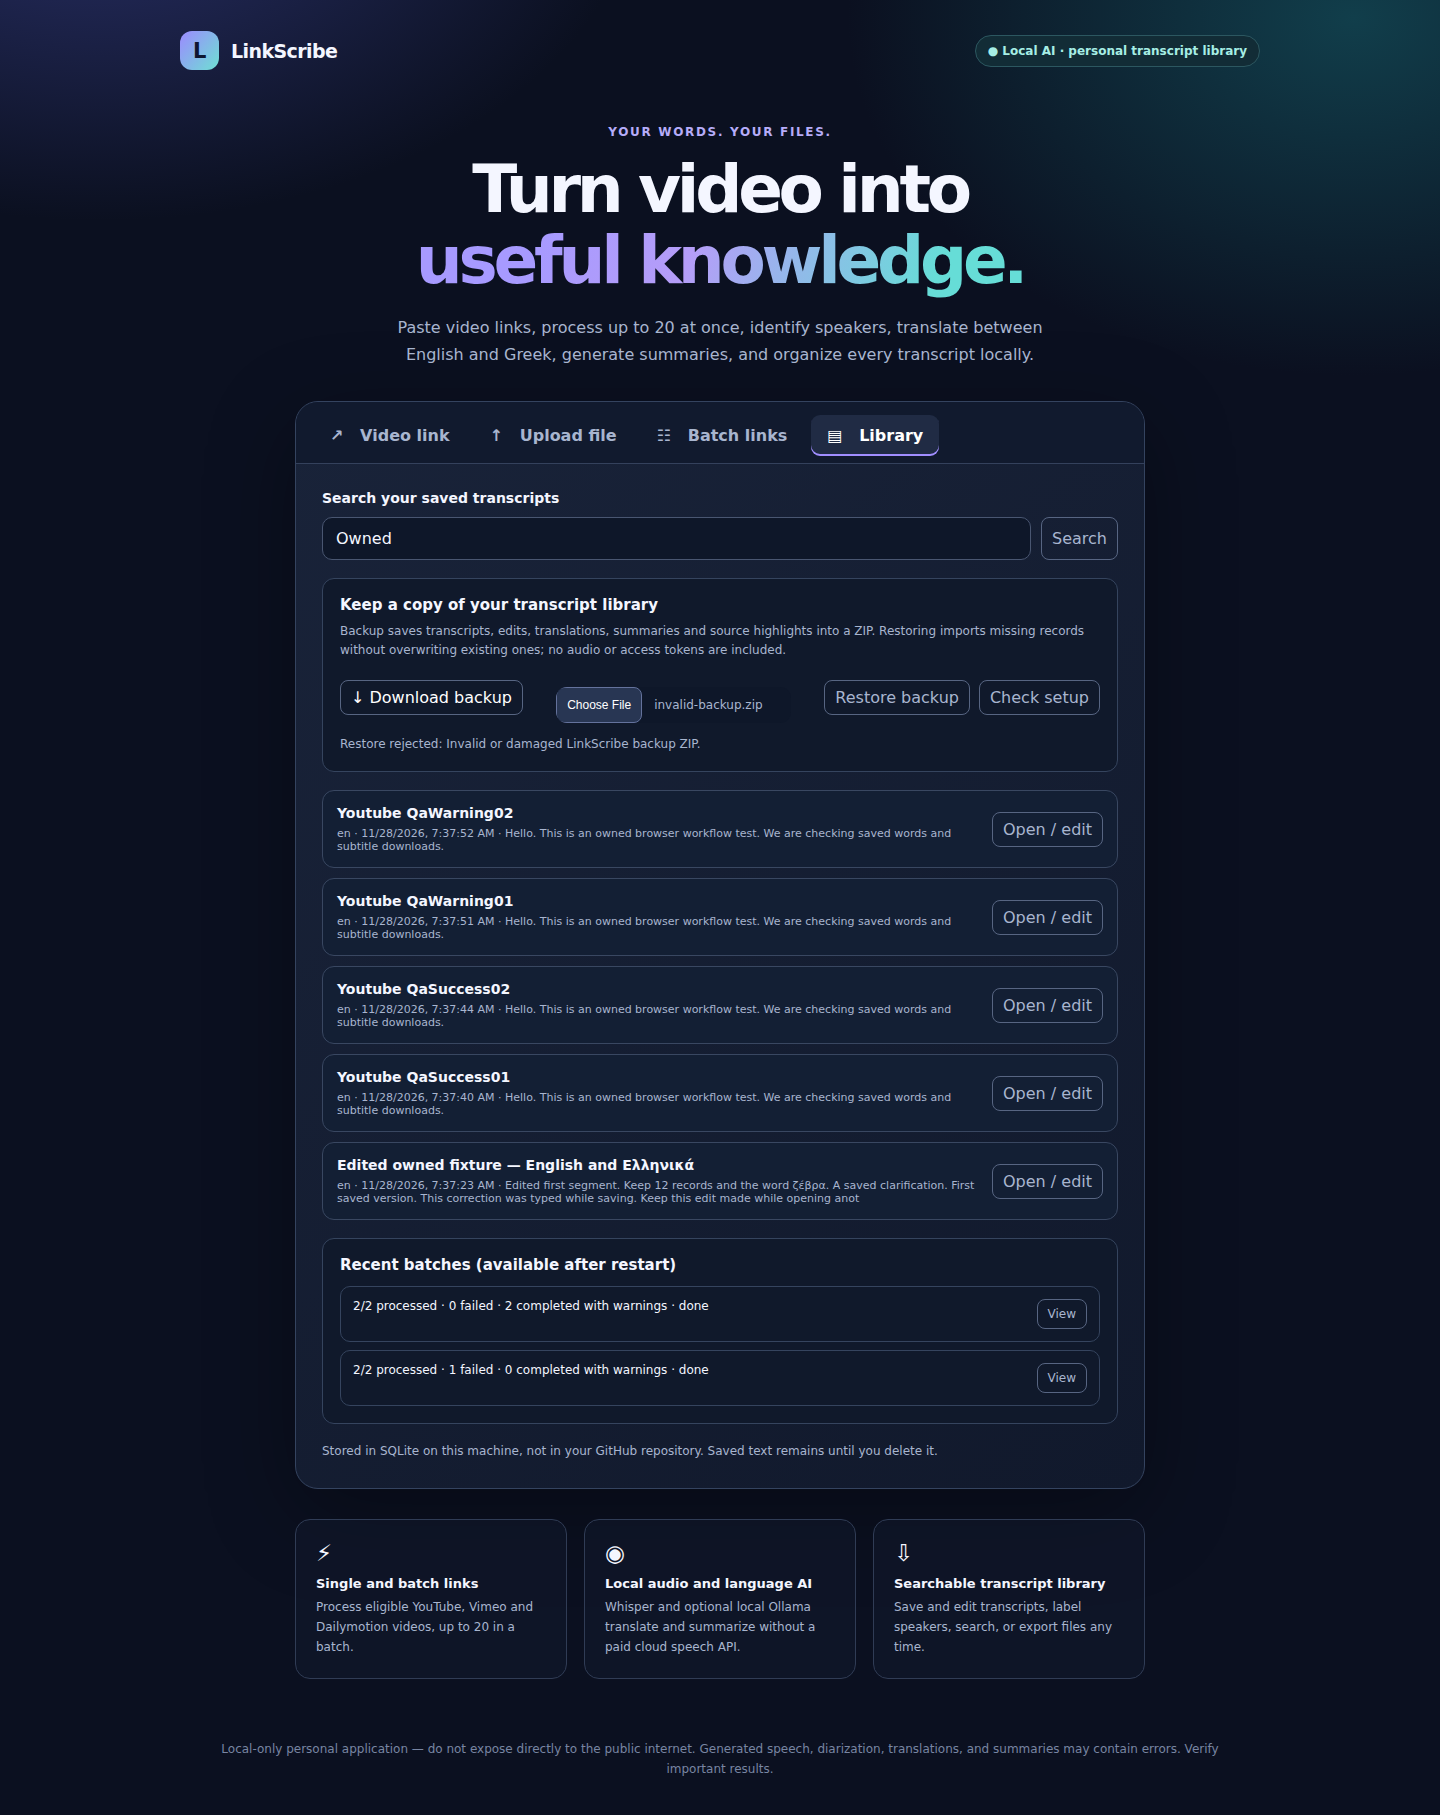 L LinkScribe
● Local AI · personal transcript library
YOUR WORDS. YOUR FILES.
Turn video into
useful knowledge.
Paste video links, process up to 20 at once, identify speakers, translate between
English and Greek, generate summaries, and organize every transcript locally.
↗ Video link ↑ Upload file ☷ Batch links ▤ Library
Search your saved transcripts
Owned Search
Keep a copy of your transcript library
Backup saves transcripts, edits, translations, summaries and source highlights into a ZIP. Restoring imports missing records
without overwriting existing ones; no audio or access tokens are included.
↓ Download backup Choose File invalid-backup.zip Restore backup Check setup
Restore rejected: Invalid or damaged LinkScribe backup ZIP.
Youtube QaWarning02
en · 11/28/2026, 7:37:52 AM · Hello. This is an owned browser workflow test. We are checking saved words and
subtitle downloads.
Open / edit
Youtube QaWarning01
en · 11/28/2026, 7:37:51 AM · Hello. This is an owned browser workflow test. We are checking saved words and
subtitle downloads.
Open / edit
Youtube QaSuccess02
en · 11/28/2026, 7:37:44 AM · Hello. This is an owned browser workflow test. We are checking saved words and
subtitle downloads.
Open / edit
Youtube QaSuccess01
en · 11/28/2026, 7:37:40 AM · Hello. This is an owned browser workflow test. We are checking saved words and
subtitle downloads.
Open / edit
Edited owned fixture — English and Ελληνικά
en · 11/28/2026, 7:37:23 AM · Edited first segment. Keep 12 records and the word ζέβρα. A saved clarification. First
saved version. This correction was typed while saving. Keep this edit made while opening anot
Open / edit
Recent batches (available after restart)
2/2 processed · 0 failed · 2 completed with warnings · done
View
2/2 processed · 1 failed · 0 completed with warnings · done
View
Stored in SQLite on this machine, not in your GitHub repository. Saved text remains until you delete it.
⚡
Single and batch links
Process eligible YouTube, Vimeo and
Dailymotion videos, up to 20 in a
batch.
◉
Local audio and language AI
Whisper and optional local Ollama
translate and summarize without a
paid cloud speech API.
⇩
Searchable transcript library
Save and edit transcripts, label
speakers, search, or export files any
time.
Local-only personal application — do not expose directly to the public internet. Generated speech, diarization, translations, and summaries may contain errors. Verify
important results.